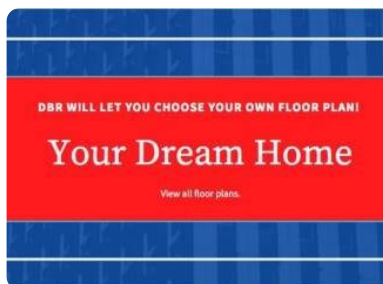 DBR WILL LET YOU CHOOSE YOUR OWN FLOOR PLAN!
Your Dream Home
View all floor plans.